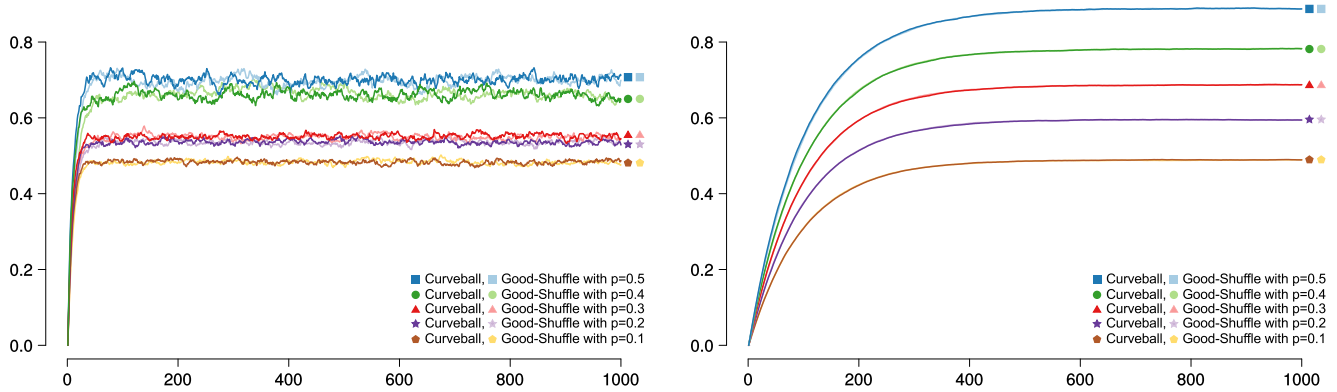 0.8
0.6
0.4
0.2
0.0
Curveball, Good-Shuffle with p=0.5
Curveball, Good-Shuffle with p=0.4
Curveball, Good-Shuffle with p=0.3
Curveball, Good-Shuffle with p=0.2
Curveball, Good-Shuffle with p=0.1
0 200 400 600 800 1000
0.8
0.6
0.4
0.2
0.0
Curveball, Good-Shuffle with p=0.5
Curveball, Good-Shuffle with p=0.4
Curveball, Good-Shuffle with p=0.3
Curveball, Good-Shuffle with p=0.2
Curveball, Good-Shuffle with p=0.1
0 200 400 600 800 1000